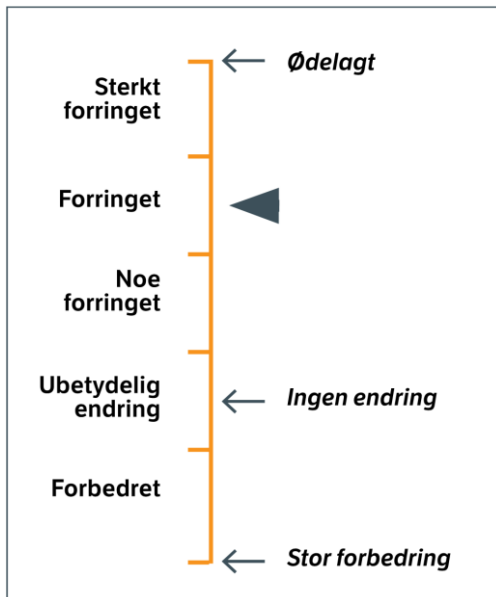 Ødelagt
Sterkt
forringet
Forringet
Noe
forringet
Ubetydelig
endring
Ingen endring
Forbedret
Stor forbedring